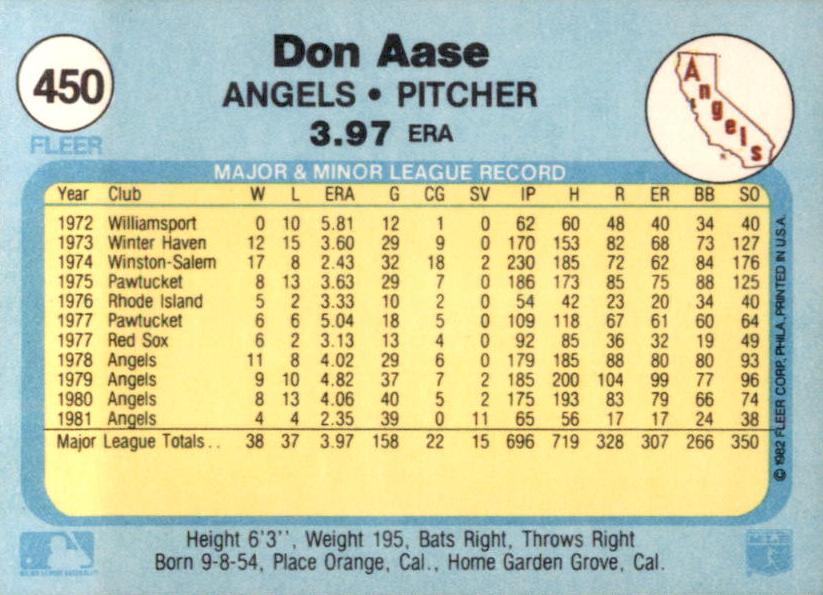 450
FLEER
Don Aase
ANGELS • PITCHER
3.97 ERA
Angels
MAJOR & MINOR LEAGUE RECORD
Year Club W L ERA G CG SV IP H R ER BB SO
1972 Williamsport 0 10 5.81 12 1 0 62 60 48 40 34 40
1973 Winter Haven 12 15 3.60 29 9 0 170 153 82 68 73 127
1974 Winston-Salem 17 8 2.43 32 18 2 230 185 72 62 84 176
1975 Pawtucket 8 13 3.63 29 7 0 186 173 85 75 88 125
1976 Rhode Island 5 2 3.33 10 2 0 54 42 23 20 34 40
1977 Pawtucket 6 6 5.04 18 5 0 109 118 67 61 60 64
1977 Red Sox 6 2 3.13 13 4 0 92 85 36 32 19 49
1978 Angels 11 8 4.02 29 6 0 179 185 88 80 80 93
1979 Angels 9 10 4.82 37 7 2 185 200 104 99 77 96
1980 Angels 8 13 4.06 40 5 2 175 193 83 79 66 74
1981 Angels 4 4 2.35 39 0 11 65 56 17 17 24 38
Major League Totals.. 38 37 3.97 158 22 15 696 719 328 307 266 350
© 1982 FLEER CORP. PHILA., PRINTED IN U.S.A.
Height 6'3'', Weight 195, Bats Right, Throws Right
Born 9-8-54, Place Orange, Cal., Home Garden Grove, Cal.